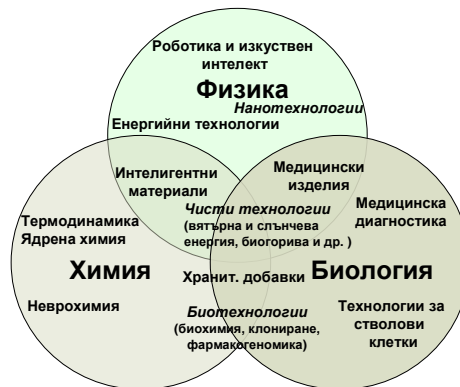 Роботика и изкуствен
интелект
Физика
Нанотехнологии
Енергийни технологии
Интелигентни
материали
Медицински
изделия
Чисти технологии
(вятърна и слънчева
енергия, биогорива и др. )
Медицинска
диагностика
Термодинамика
Ядрена химия
Химия
Хранит. добавки
Биология
Неврохимия
Биотехнологии
(биохимия, клониране,
фармакогеномика)
Технологии за
стволови
клетки